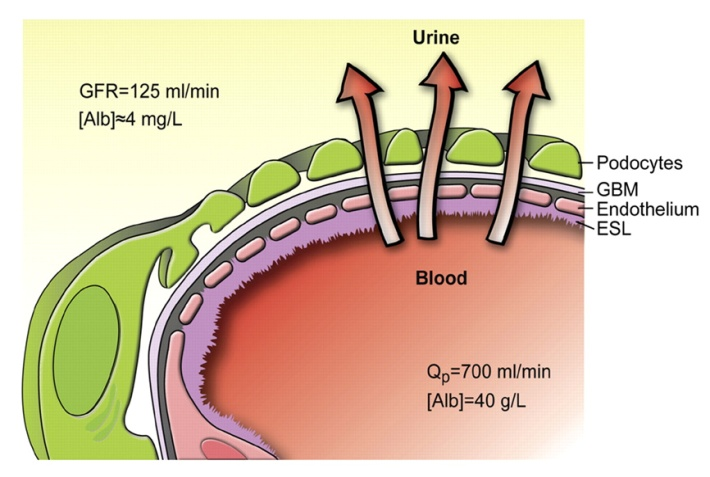 Urine
GFR=125 ml/min
[Alb]≈4 mg/L
Podocytes
GBM
Endothelium
ESL
Blood
Qp=700 ml/min
[Alb]=40 g/L